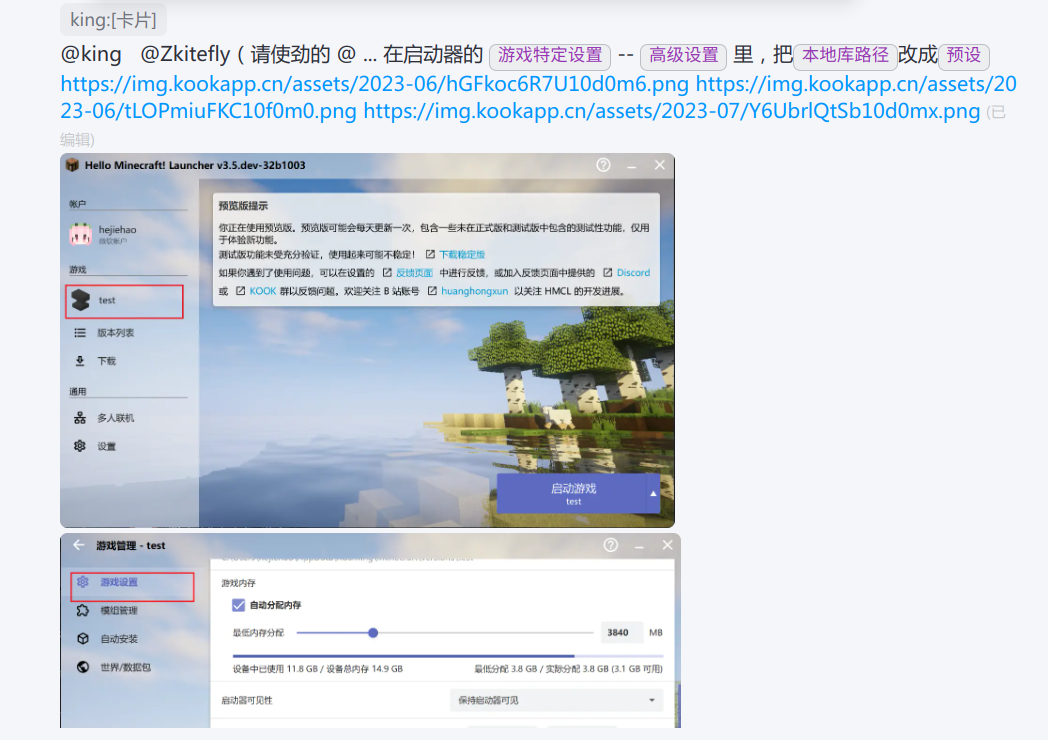 king:[卡片]
@king @Zkitefly ( 请使劲的 @ ... 在启动器的 游戏特定设置 -- 高级设置 里，把 本地库路径 改成 预设
https://img.kookapp.cn/assets/2023-06/hGFkoc6R7U10d0m6.png https://img.kookapp.cn/assets/20
23-06/tLOPmiuFKC10f0m0.png https://img.kookapp.cn/assets/2023-07/Y6UbrlQtSb10d0mx.png (已
编辑)
Hello Minecraft! Launcher v3.5.dev-32b1003
帐户
hejiehao
微软账户
游戏
test
版本列表
下载
通用
多人联机
设置
预览版提示
你正在使用预览版。预览版可能会每天更新一次，包含一些未在正式版和测试版中包含的测试性功能，仅用
于体验新功能。
测试版功能未受充分验证，使用起来可能不稳定！ 下载稳定版
如果你遇到了使用问题，可以在设置的 反馈页面 中进行反馈，或加入反馈页面中提供的 Discord
或 KOOK 群以反馈问题。欢迎关注 B 站账号 huanghongxun 以关注 HMCL 的开发进展。
启动游戏
test
游戏管理 - test
游戏设置
模组管理
自动安装
世界/数据包
游戏内存
自动分配内存
最低内存分配 3840 MB
设备中已使用 11.8 GB / 设备总内存 14.9 GB 最低分配 3.8 GB / 实际分配 3.8 GB (3.1 GB 可用)
启动器可见性 保持启动器可见